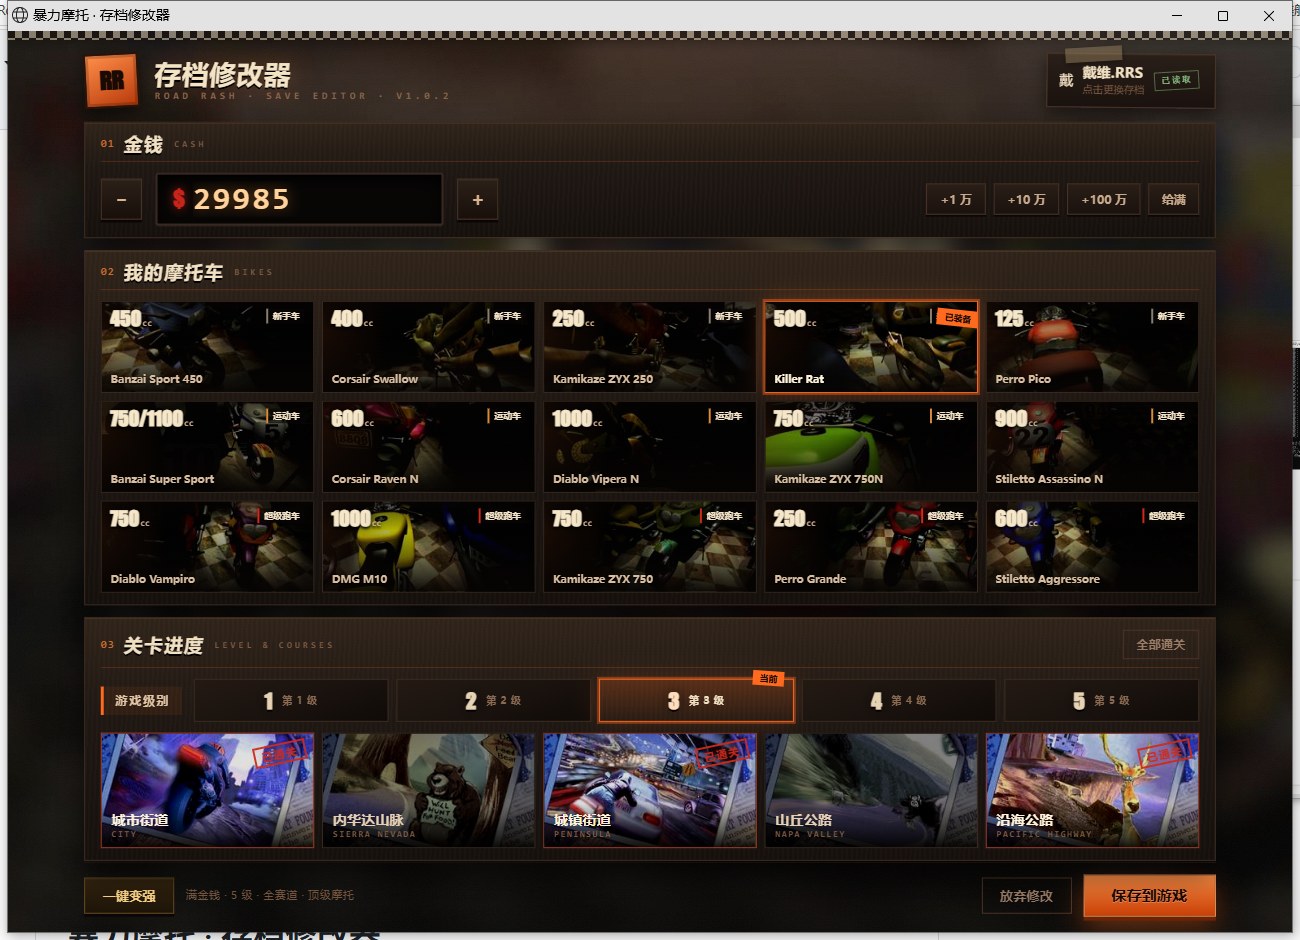 暴力摩托 · 存档修改器
RR
存档修改器
ROAD RASH · SAVE EDITOR · V1.0.2
戴
戴维.RRS
点击更换存档
已读取
01 金钱 CASH
− $ 29985 +
+1 万 +10 万 +100 万 给满
02 我的摩托车 BIKES
450cc 新手车
Banzai Sport 450
400cc 新手车
Corsair Swallow
250cc 新手车
Kamikaze ZYX 250
500cc 已装备
Killer Rat
125cc 新手车
Perro Pico
750/1100cc 运动车
Banzai Super Sport
600cc 运动车
Corsair Raven N
1000cc 运动车
Diablo Vipera N
750cc 运动车
Kamikaze ZYX 750N
900cc 运动车
22
Stiletto Assassino N
750cc 超级跑车
Diablo Vampiro
1000cc 超级跑车
DMG M10
750cc 超级跑车
Kamikaze ZYX 750
250cc 超级跑车
Perro Grande
600cc 超级跑车
Stiletto Aggressore
03 关卡进度 LEVEL & COURSES
全部通关
游戏级别
1 第 1 级
2 第 2 级
当前
3 第 3 级
4 第 4 级
5 第 5 级
已通关
城市街道
CITY
WILL HUNT FOR FOOD
内华达山脉
SIERRA NEVADA
已通关
城镇街道
PENINSULA
山丘公路
NAPA VALLEY
已通关
沿海公路
PACIFIC HIGHWAY
一键变强
满金钱 · 5 级 · 全赛道 · 顶级摩托
放弃修改
保存到游戏